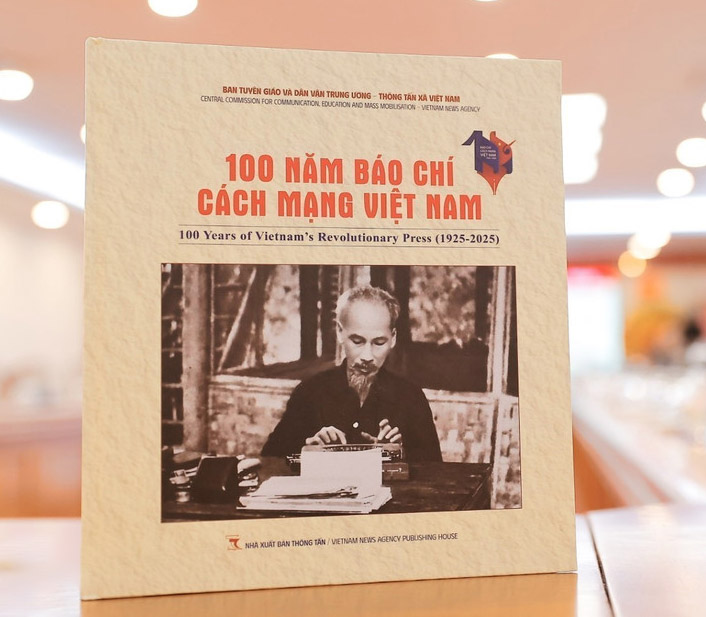 BAN TUYÊN GIÁO VÀ DÂN VẬN TRUNG ƯƠNG - THÔNG TẤN XÃ VIỆT NAM
CENTRAL COMMISSION FOR COMMUNICATION, EDUCATION AND MASS MOBILISATION - VIETNAM NEWS AGENCY
100 NĂM BÁO CHÍ
CÁCH MẠNG VIỆT NAM
100 Years of Vietnam's Revolutionary Press (1925-2025)
NHÀ XUẤT BẢN THÔNG TẤN / VIETNAM NEWS AGENCY PUBLISHING HOUSE